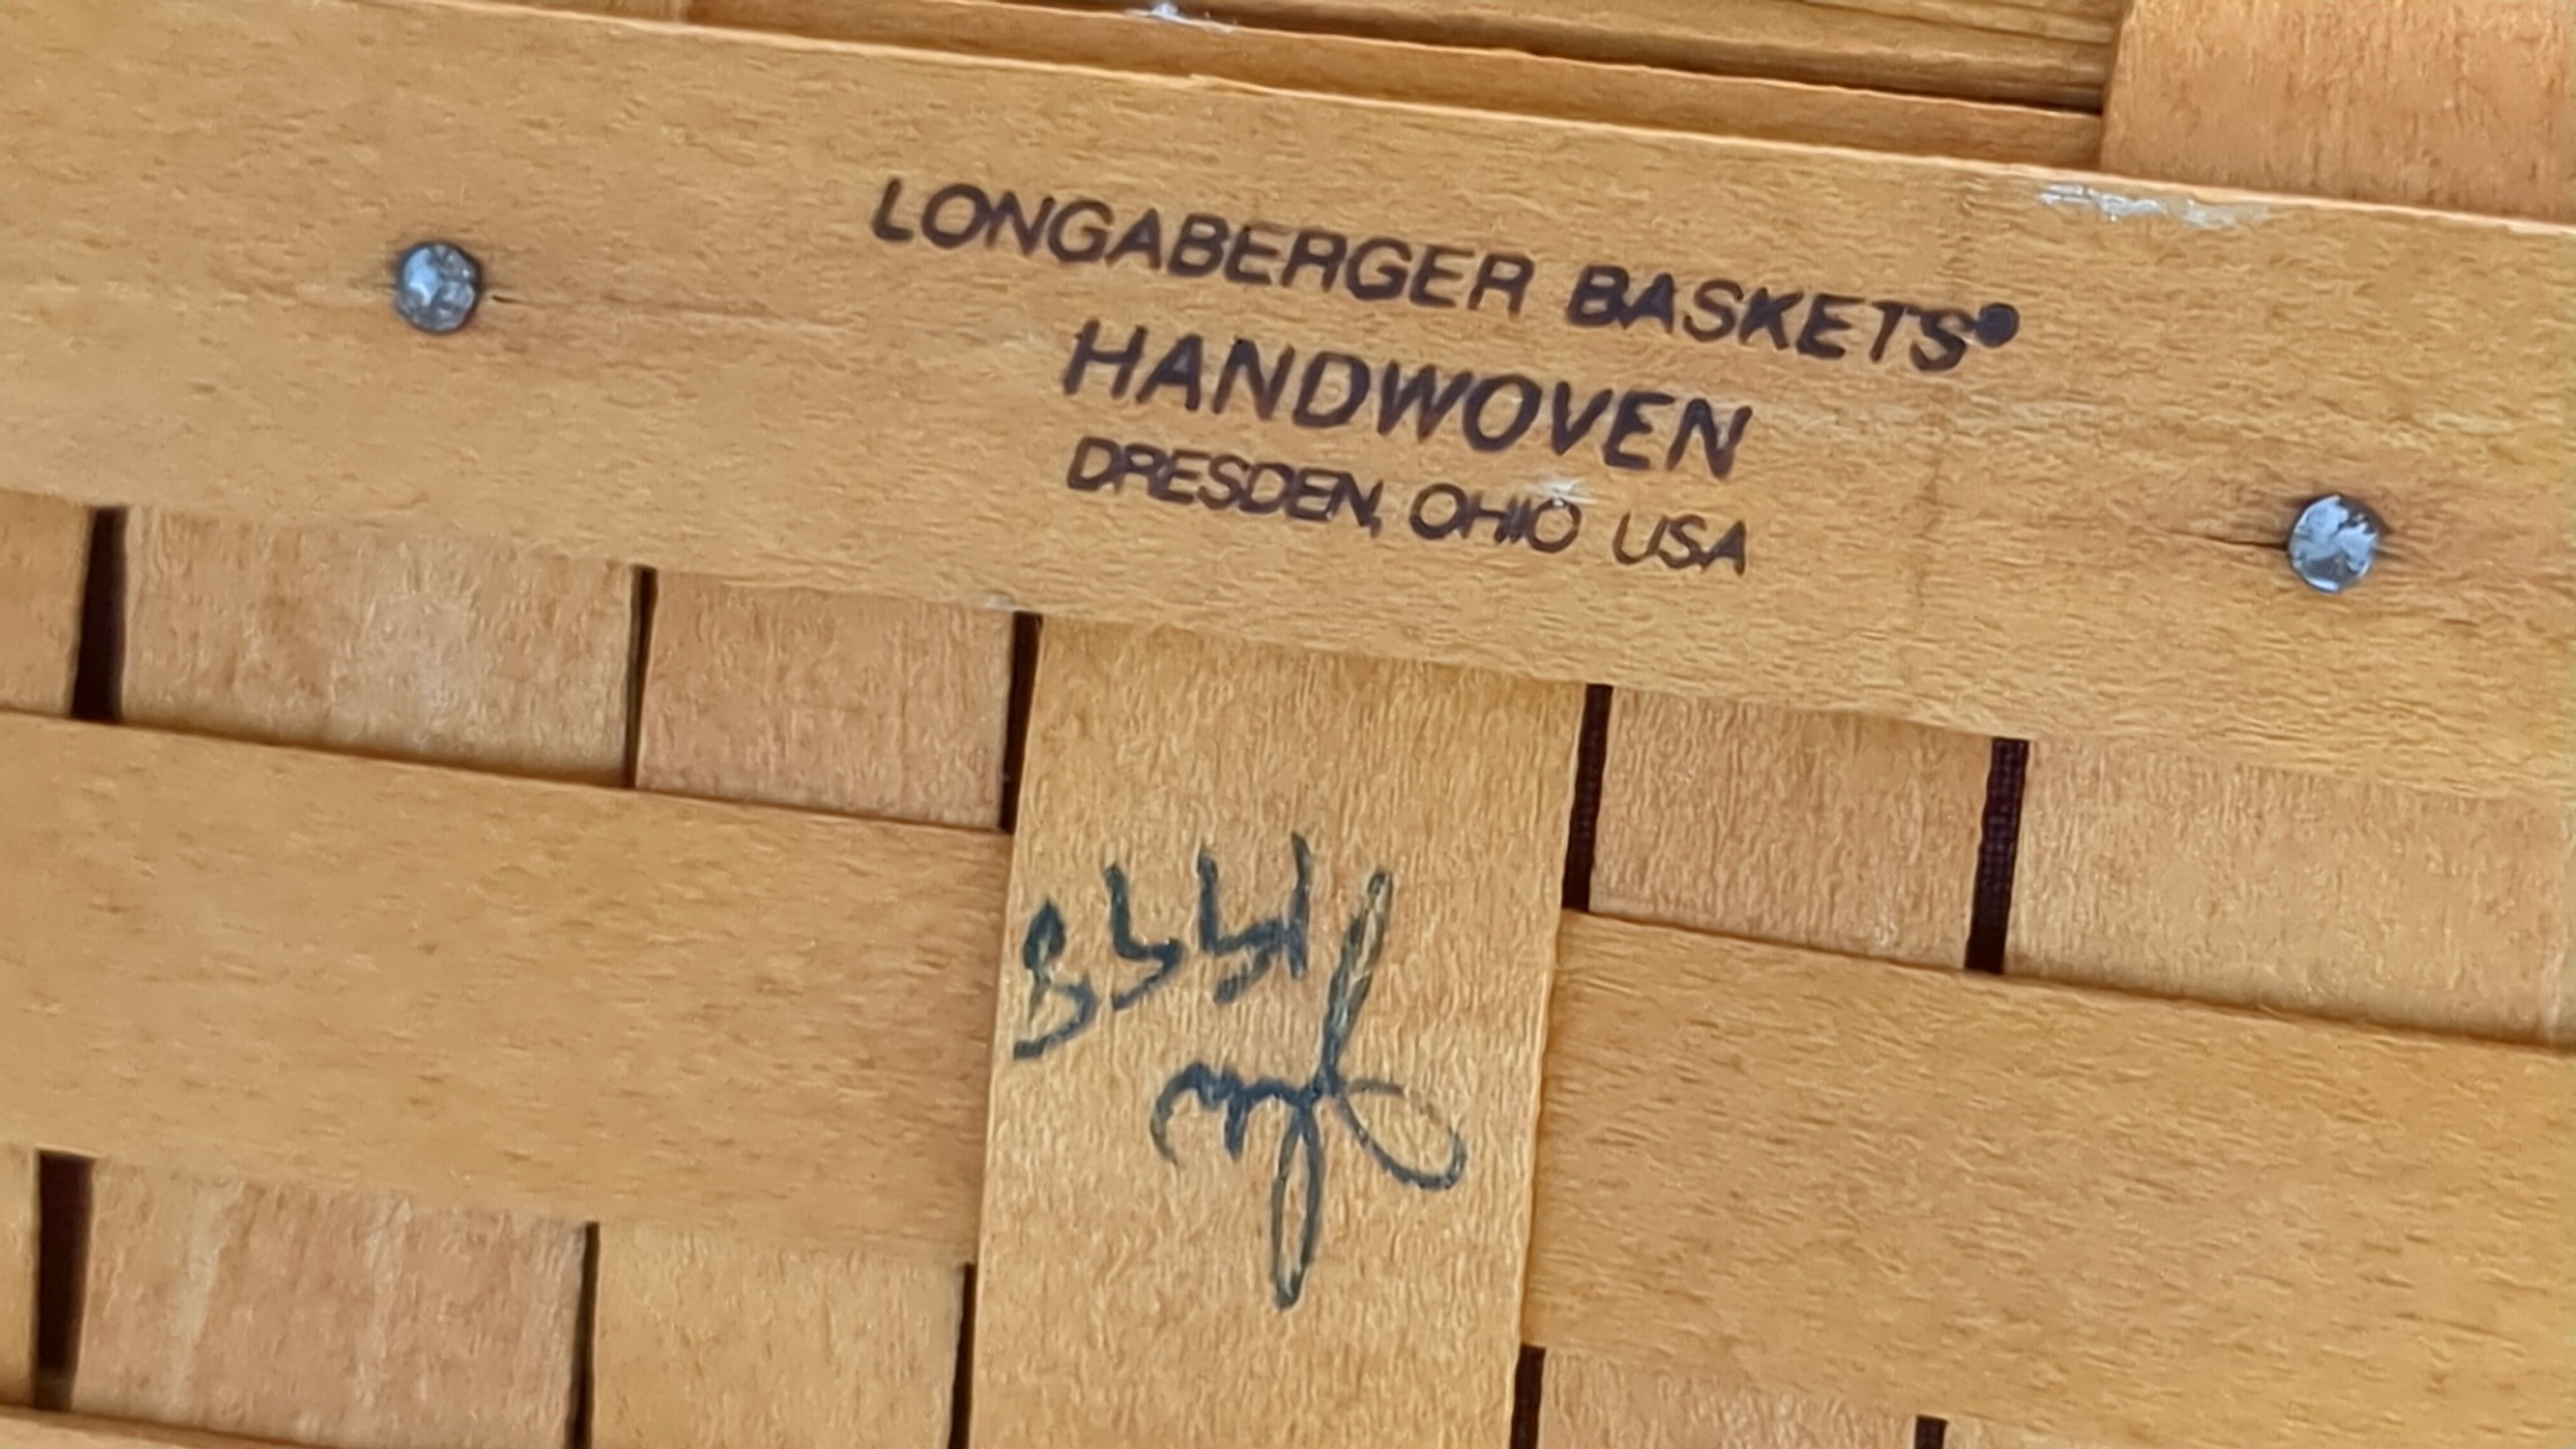 LONGABERGER BASKETS®
HANDWOVEN
DRESDEN, OHIO USA